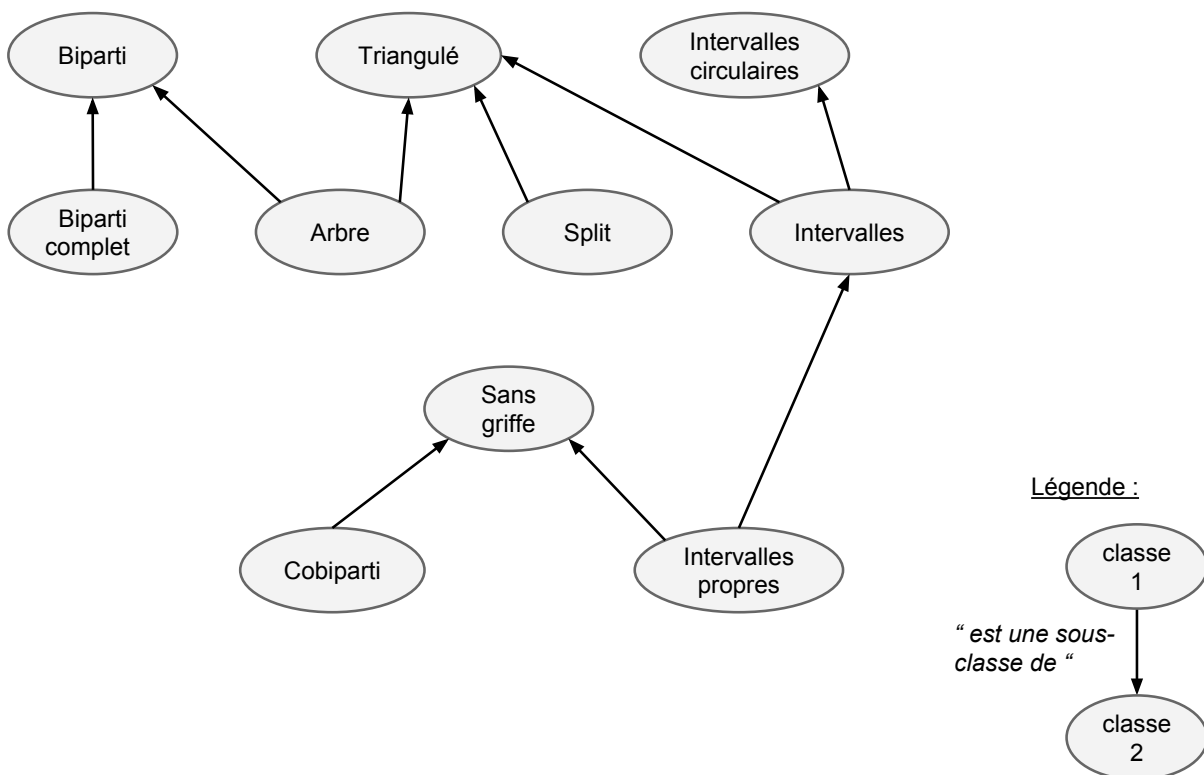 Biparti
Triangulé
Intervalles
circulaires
Biparti
complet
Arbre
Split
Intervalles
Sans
griffe
Cobiparti
Intervalles
propres
Légende :
classe
1
“ est une sous-
classe de “
classe
2